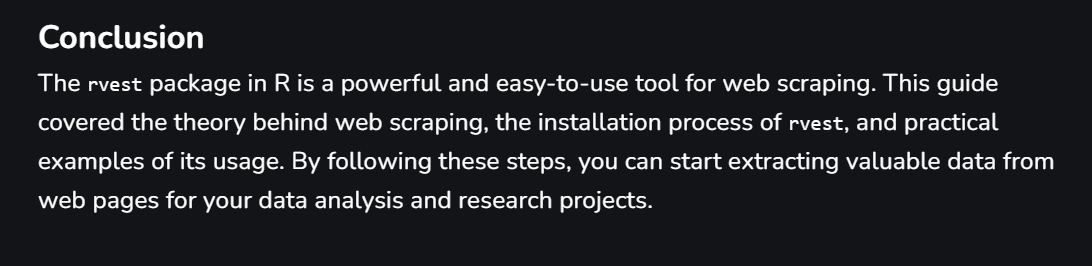 Conclusion
The rvest package in R is a powerful and easy-to-use tool for web scraping. This guide
covered the theory behind web scraping, the installation process of rvest, and practical
examples of its usage. By following these steps, you can start extracting valuable data from
web pages for your data analysis and research projects.